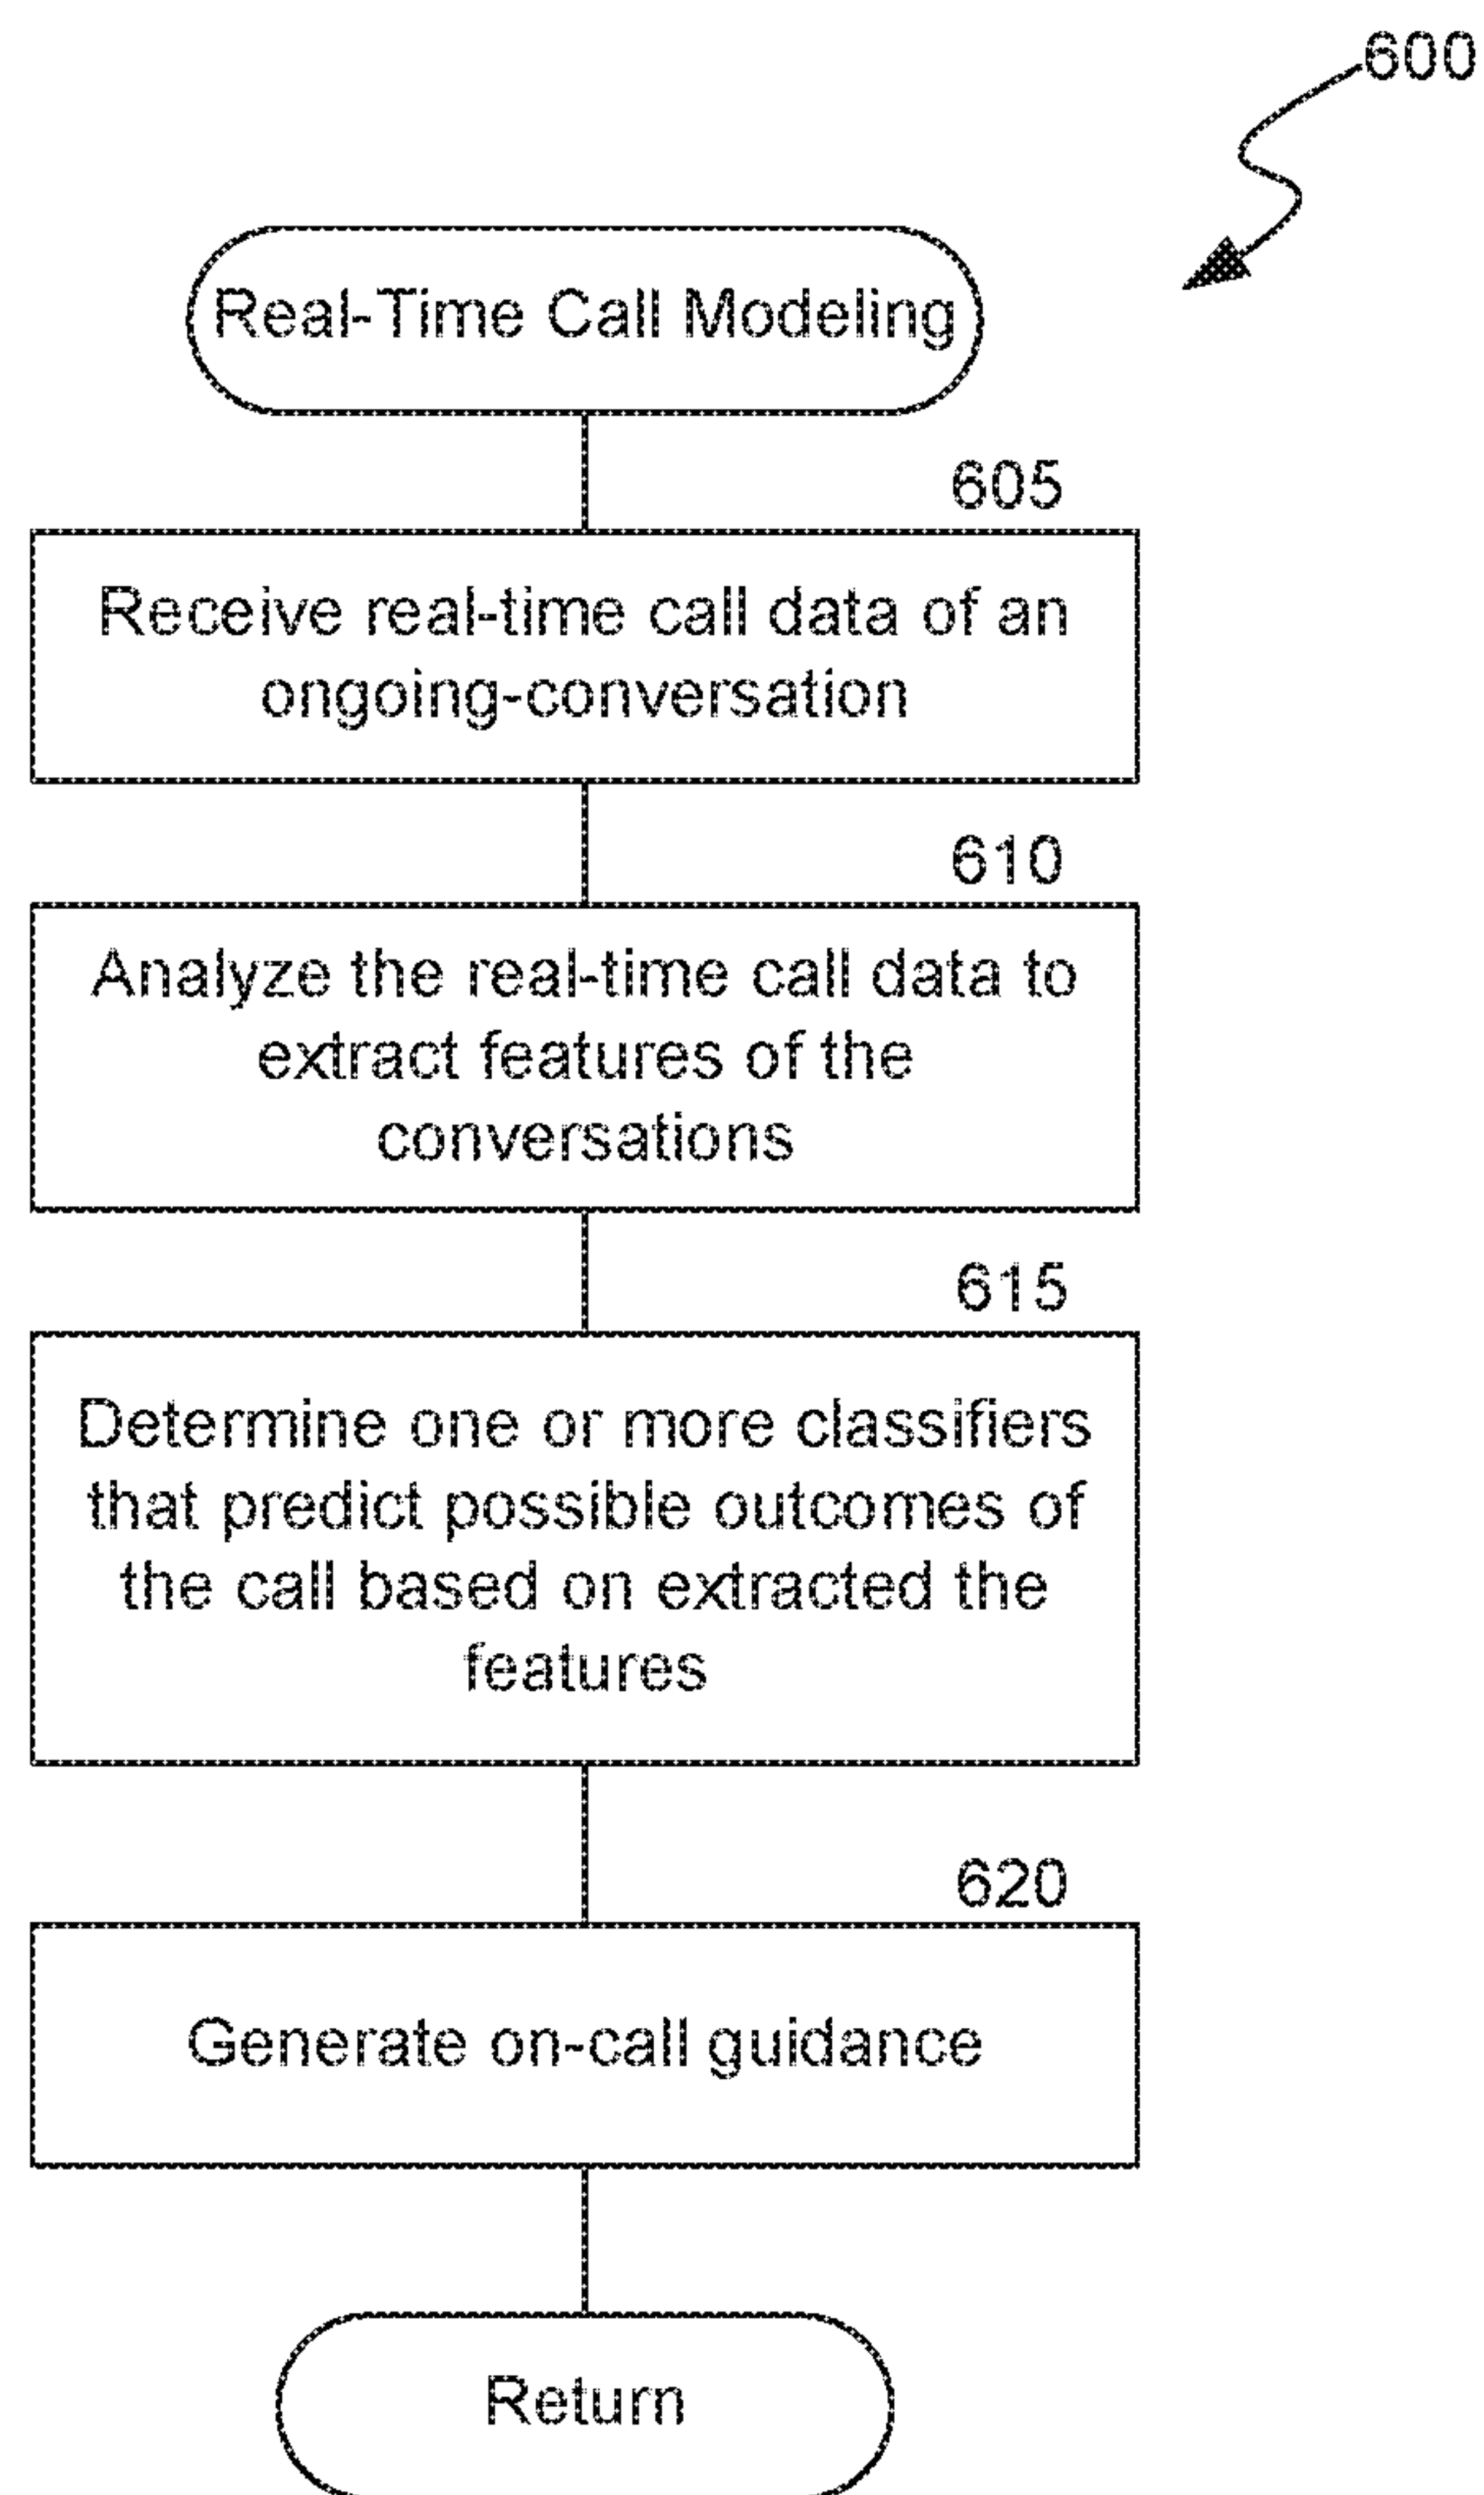 600
Real-Time Call Modeling
605
Receive real-time call data of an
ongoing-conversation
610
Analyze the real-time call data to
extract features of the
conversations
615
Determine one or more classifiers
that predict possible outcomes of
the call based on extracted the
features
620
Generate on-call guidance
Return